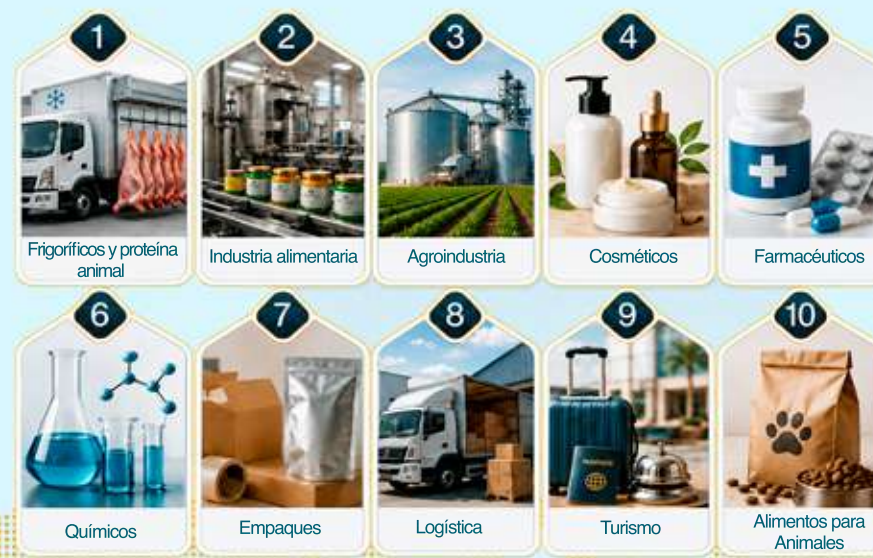 1
2
3
4
5
Frigoríficos y proteína
animal
Industria alimentaria
Agroindustria
Cosméticos
Farmacéuticos
6
7
8
9
10
Químicos
Empaques
Logística
Turismo
Alimentos para
Animales